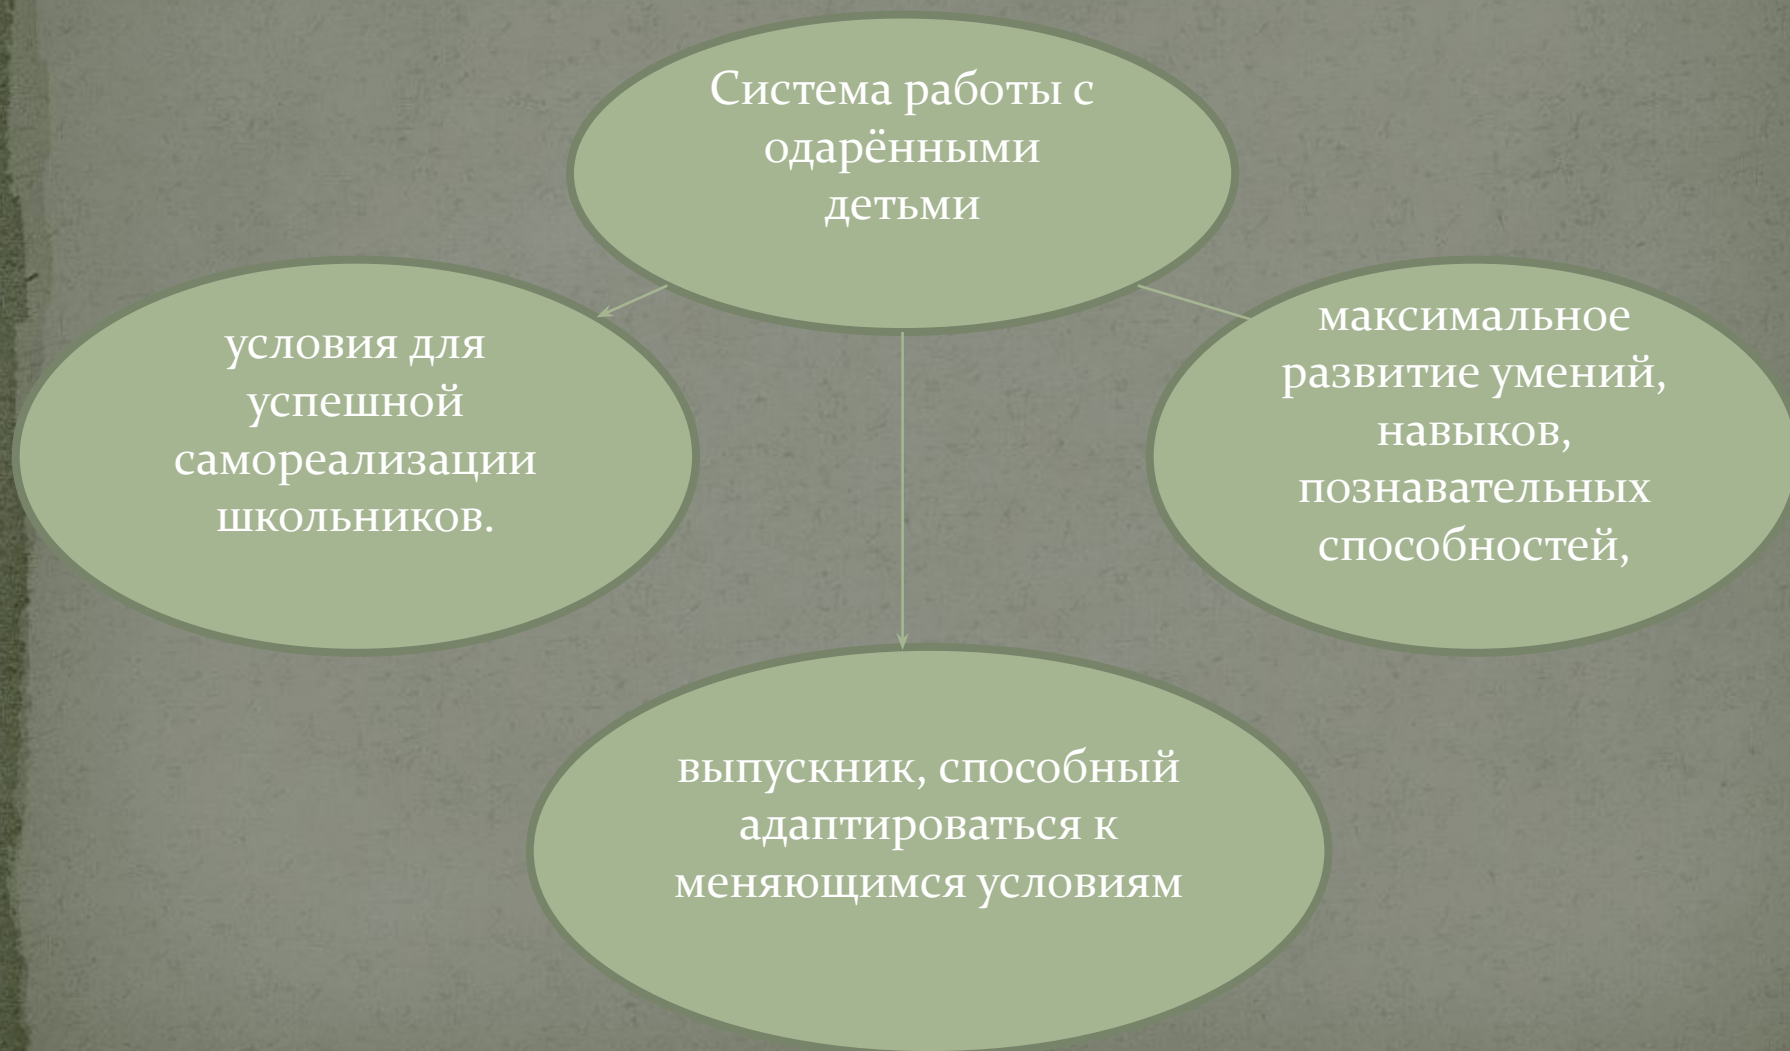 Система работы с
одарёнными
детьми
условия для
успешной
самореализации
школьников.
максимальное
развитие умений,
навыков,
познавательных
способностей,
выпускник, способный
адаптироваться к
меняющимся условиям